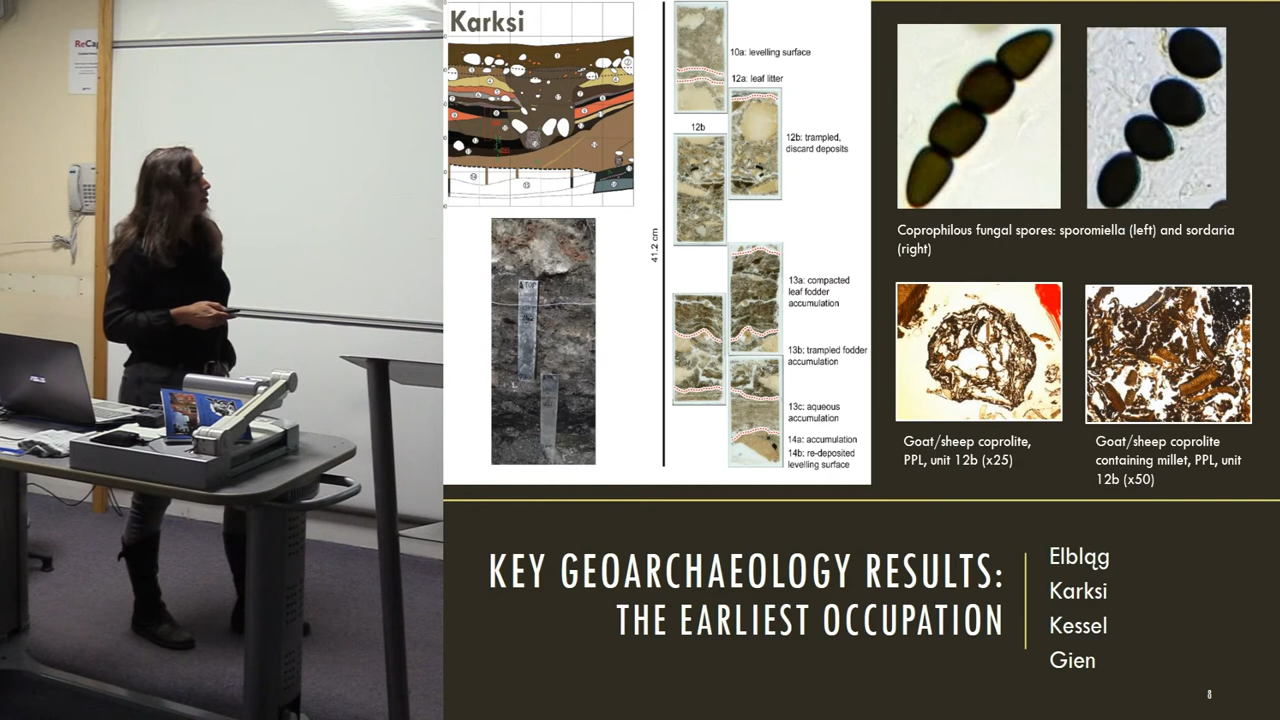 ReCap
Karksi
10a: levelling surface
12a: leaf litter
12b
12b: trampled,
discard deposits
41.2 cm
13a: compacted
leaf fodder
accumulation
13b: trampled fodder
accumulation
13c: aqueous
accumulation
14a: accumulation
14b: re-deposited
levelling surface
TOP
Coprophilous fungal spores: sporomiella (left) and sordaria
(right)
Goat/sheep coprolite,
PPL, unit 12b (x25)
Goat/sheep coprolite
containing millet, PPL, unit
12b (x50)
KEY GEOARCHAEOLOGY RESULTS:
THE EARLIEST OCCUPATION
Elbląg
Karksi
Kessel
Gien
8